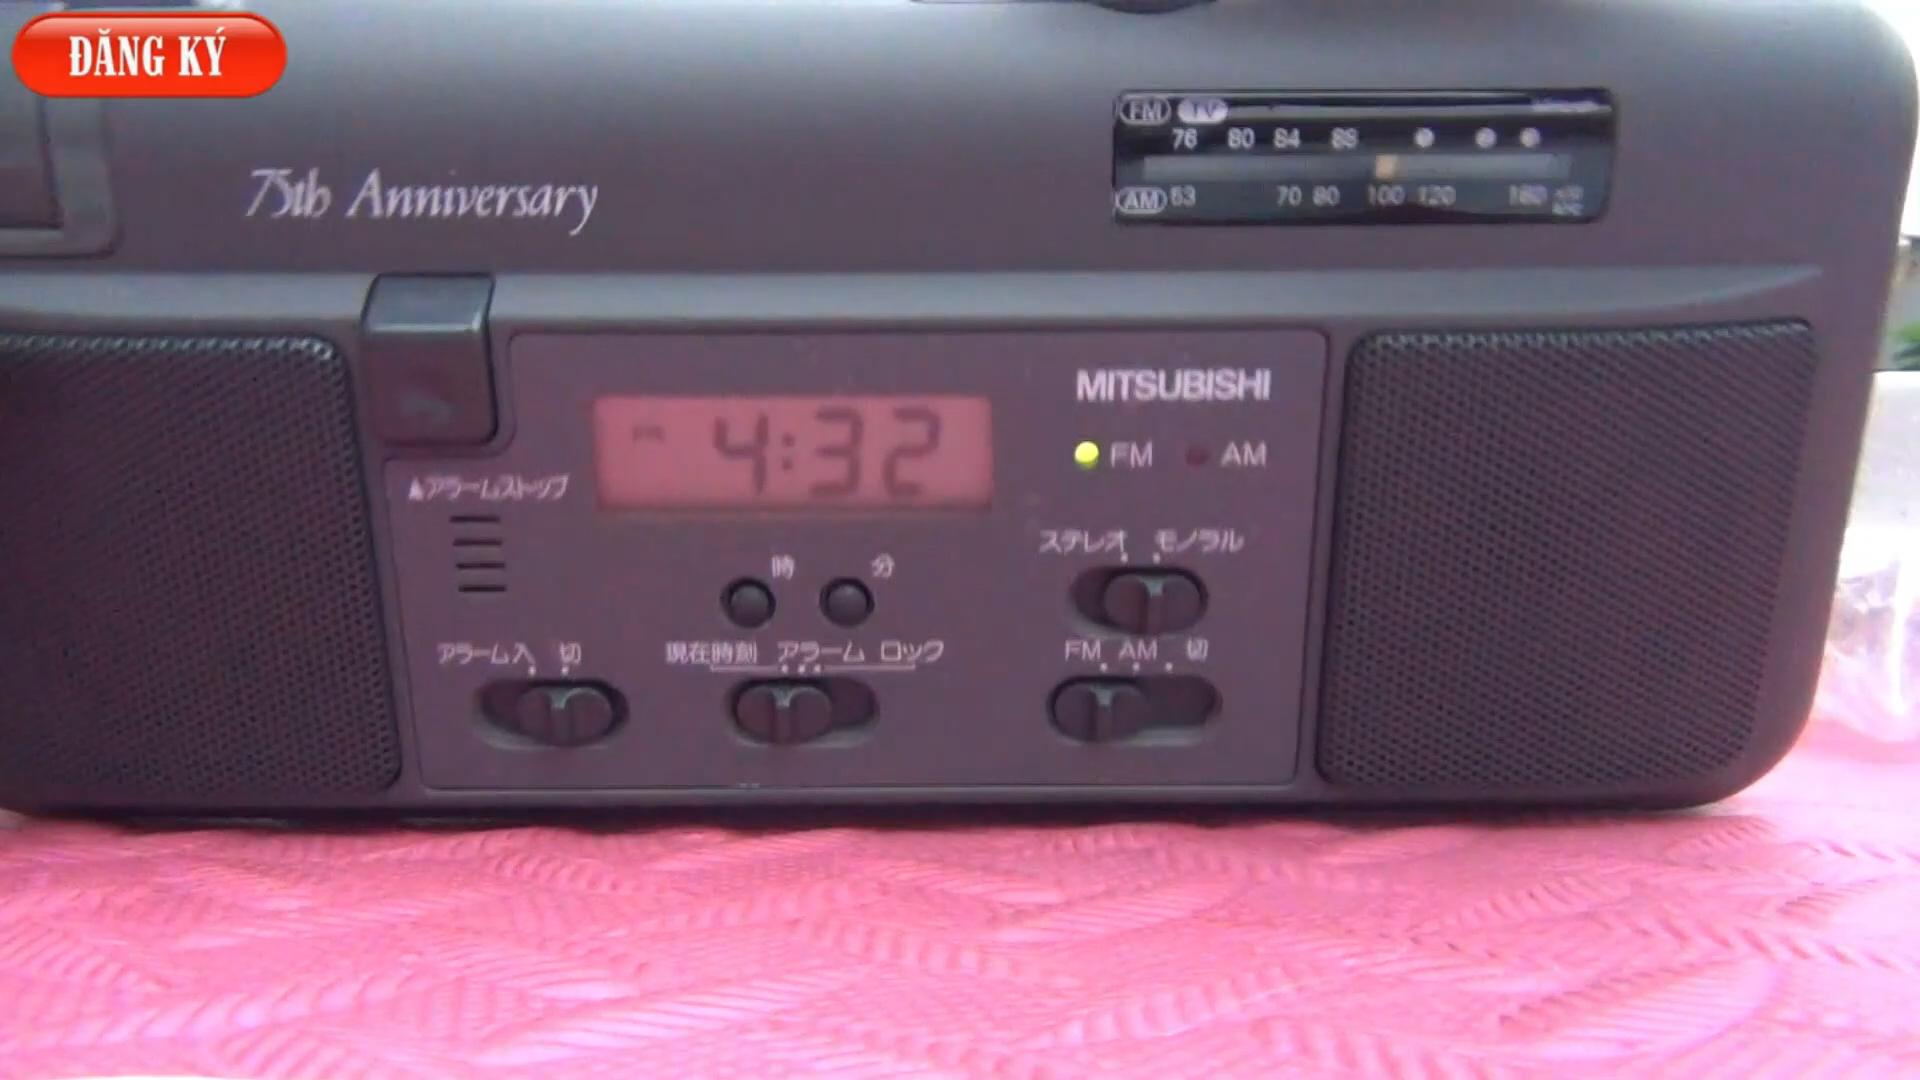 ĐĂNG KÝ
75th Anniversary
FM TV
76 80 84 88
AM 53 70 80 100 120 160
MITSUBISHI
4:32
FM AM
▲アラームストップ
ステレオ モノラル
時 分
アラーム入 切
現在時刻 アラーム ロック
FM AM 切